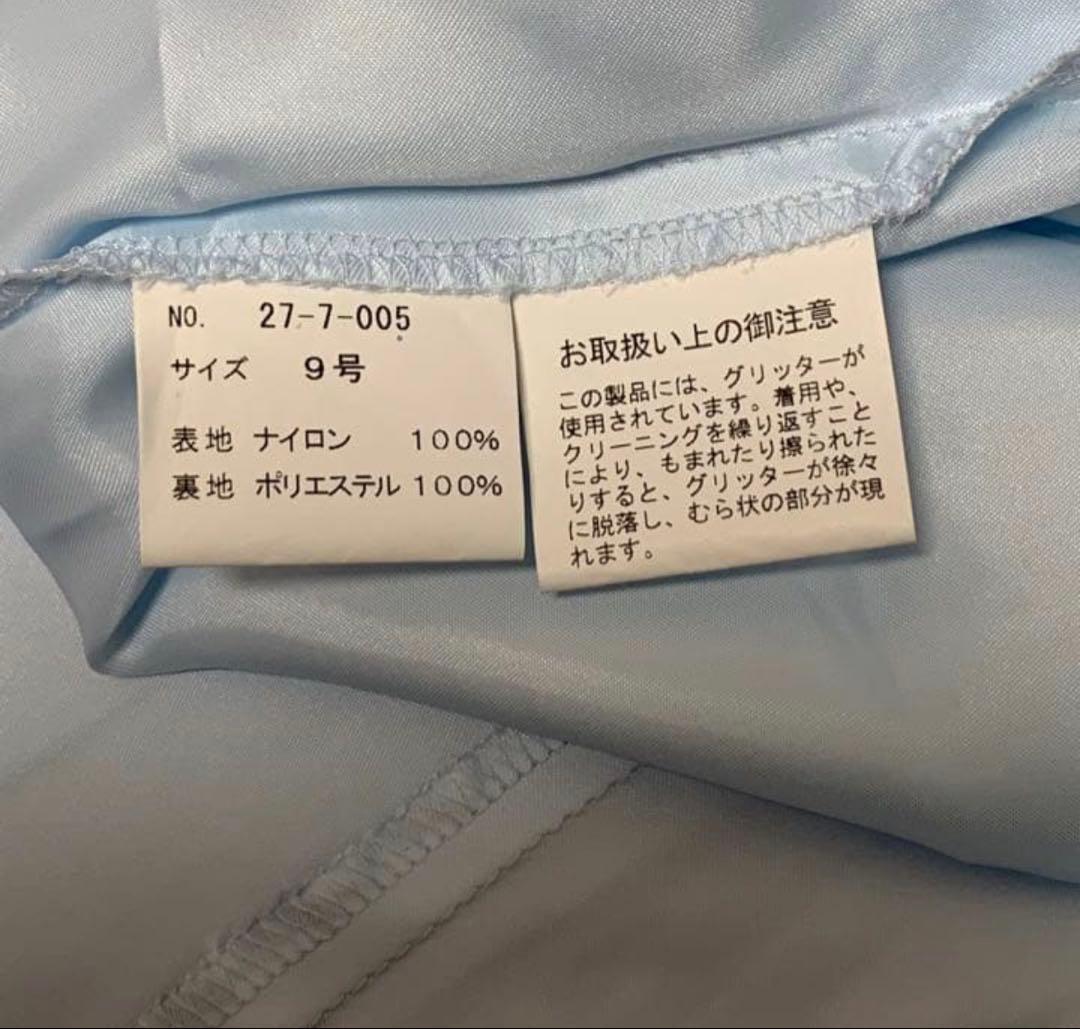 NO. 27-7-005
サイズ 9号
表地 ナイロン 100%
裏地 ポリエステル 100%
お取扱い上の御注意
この製品には、グリッターが
使用されています。着用や、
クリーニングを繰り返すこと
により、もまれたり擦られた
りすると、グリッターが徐々
に脱落し、むら状の部分が現
れます。